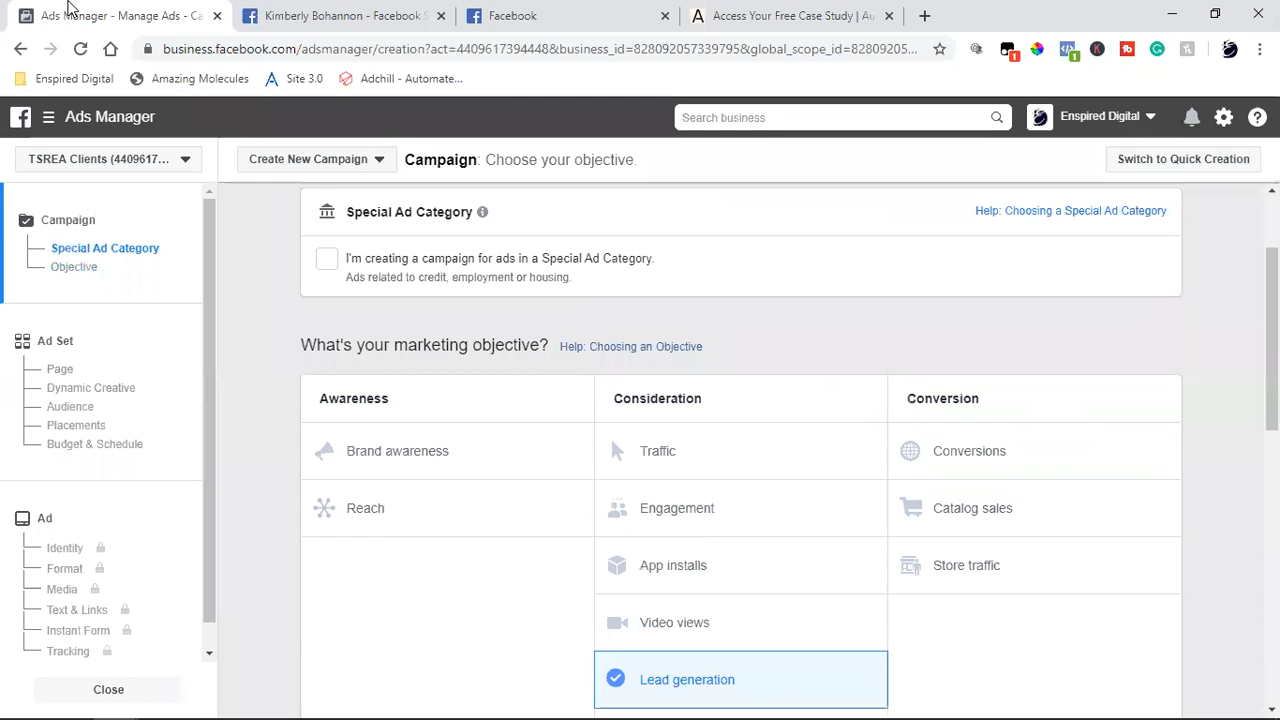 Ads Manager - Manage Ads - Ca
Kimberly Bohannon - Facebook S
Facebook
Access Your Free Case Study | Au
business.facebook.com/adsmanager/creation?act=4409617394448&business_id=828092057339795&global_scope_id=82809205...
Enspired Digital
Amazing Molecules
Site 3.0
Adchill - Automate...
Ads Manager
Search business
Enspired Digital
TSREA Clients (4409617...
Create New Campaign
Campaign: Choose your objective.
Switch to Quick Creation
Campaign
Special Ad Category
Objective
Ad Set
Page
Dynamic Creative
Audience
Placements
Budget & Schedule
Ad
Identity
Format
Media
Text & Links
Instant Form
Tracking
Close
Special Ad Category
Help: Choosing a Special Ad Category
I'm creating a campaign for ads in a Special Ad Category.
Ads related to credit, employment or housing.
What's your marketing objective? Help: Choosing an Objective
Awareness
Consideration
Conversion
Brand awareness
Traffic
Conversions
Reach
Engagement
Catalog sales
App installs
Store traffic
Video views
Lead generation